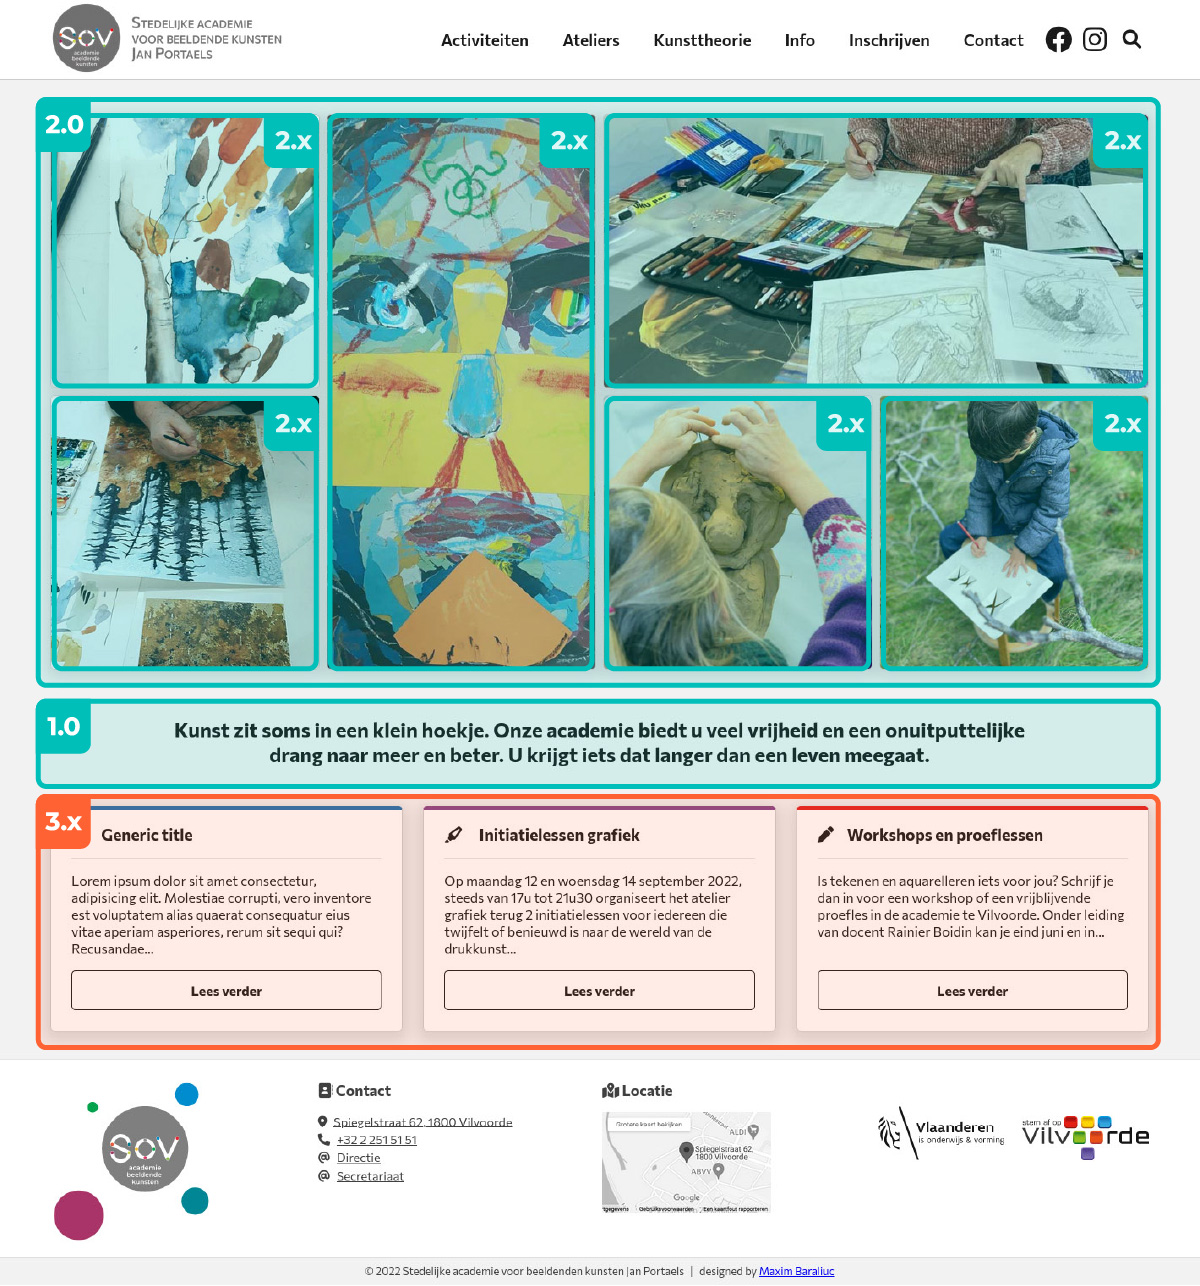 SOV
academie
beeldende
kunsten
STEDELIJKE ACADEMIE
VOOR BEELDENDE KUNSTEN
JAN PORTAELS
Activiteiten Ateliers Kunsttheorie Info Inschrijven Contact
2.0
2.x
2.x
2.x
2.x
2.x
2.x
1.0
Kunst zit soms in een klein hoekje. Onze academie biedt u veel vrijheid en een onuitputtelijke
drang naar meer en beter. U krijgt iets dat langer dan een leven meegaat.
3.x
Generic title
Lorem ipsum dolor sit amet consectetur,
adipisicing elit. Molestiae corrupti, vero inventore
est voluptatem alias quaerat consequatur eius
vitae aperiam asperiores, rerum sit sequi qui?
Recusandae...
Lees verder
Initiatielessen grafiek
Op maandag 12 en woensdag 14 september 2022,
steeds van 17u tot 21u30 organiseert het atelier
grafiek terug 2 initiatielessen voor iedereen die
twijfelt of benieuwd is naar de wereld van de
drukkunst...
Lees verder
Workshops en proeflessen
Is tekenen en aquarelleren iets voor jou? Schrijf je
dan in voor een workshop of een vrijblijvende
proefles in de academie te Vilvoorde. Onder leiding
van docent Rainier Boidin kan je eind juni en in...
Lees verder
SOV
academie
beeldende
kunsten
Contact
Spiegelstraat 62, 1800 Vilvoorde
+32 2 251 51 51
Directie
Secretariaat
Locatie
Grotere kaart bekijken
ALDI
Spiegelstraat 62,
1800 Vilvoorde
ABVV
Google
Gebruiksvoorwaarden Een kaartfout rapporteren
Vlaanderen
is onderwijs & vorming
stem af op
Vilvoorde
© 2022 Stedelijke academie voor beeldenden kunsten Jan Portaels | designed by Maxim Baraliuc